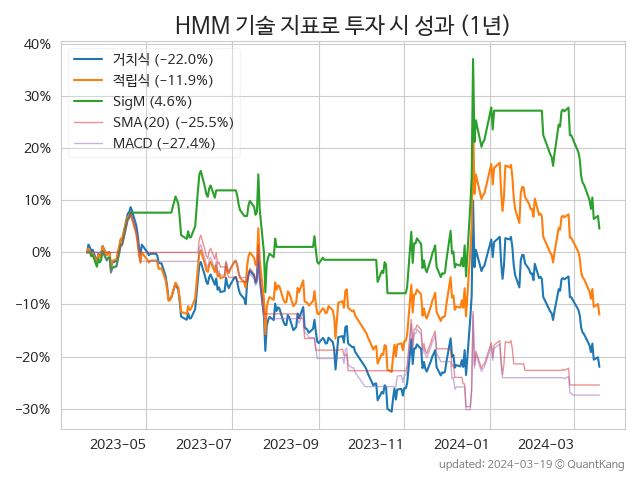 HMM 기술 지표로 투자 시 성과 (1년)
40%
30%
20%
10%
0%
−10%
−20%
−30%
거치식 (−22.0%)
적립식 (−11.9%)
SigM (4.6%)
SMA(20) (−25.5%)
MACD (−27.4%)
2023-05 2023-07 2023-09 2023-11 2024-01 2024-03
updated: 2024-03-19 © QuantKang